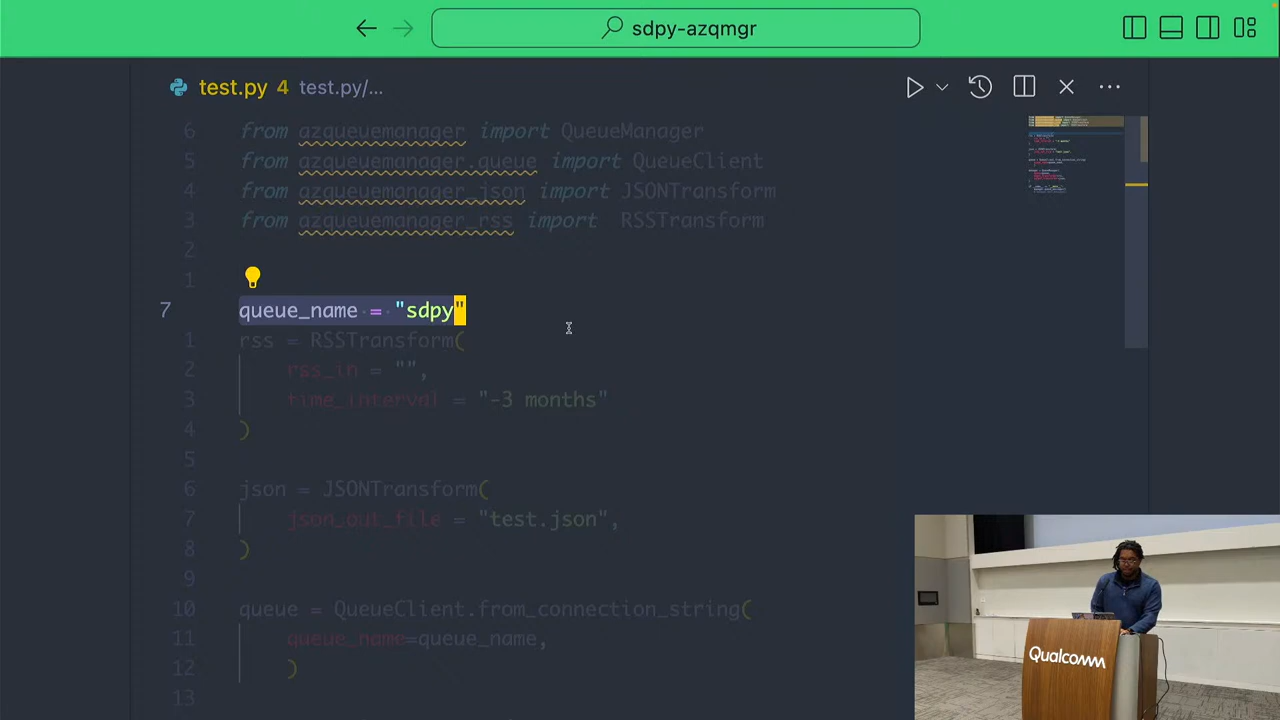 sdpy-azqmgr
test.py 4 test.py/...
6 from azqueuemanager import QueueManager
5 from azqueuemanager.queue import QueueClient
4 from azqueuemanager_json import JSONTransform
3 from azqueuemanager_rss import RSSTransform
2
1
7 queue_name = "sdpy"
1 rss = RSSTransform(
2 rss_in = "",
3 time_interval = "-3 months"
4 )
5
6 json = JSONTransform(
7 json_out_file = "test.json",
8 )
9
10 queue = QueueClient.from_connection_string(
11 queue_name=queue_name,
12 )
13
Qualcomm